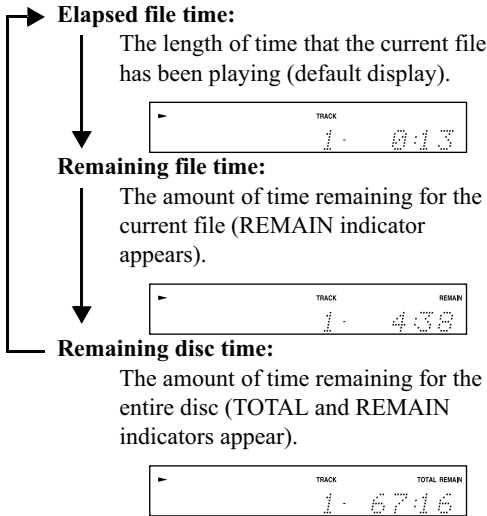 Elapsed file time:
The length of time that the current file
has been playing (default display).
TRACK
1- 0:13
Remaining file time:
The amount of time remaining for the
current file (REMAIN indicator
appears).
TRACK REMAIN
1- 4:38
Remaining disc time:
The amount of time remaining for the
entire disc (TOTAL and REMAIN
indicators appear).
TRACK TOTAL REMAIN
1- 67:16